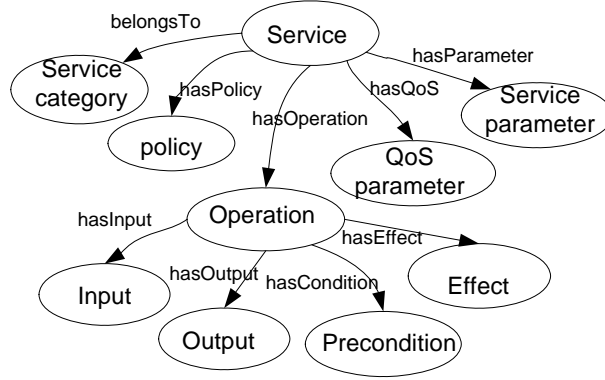 belongsTo
Service
hasParameter
Service
category
hasPolicy
hasQoS
Service
parameter
hasOperation
policy
QoS
parameter
Operation
hasInput
hasEffect
hasOutput
hasCondition
Input
Effect
Output
Precondition